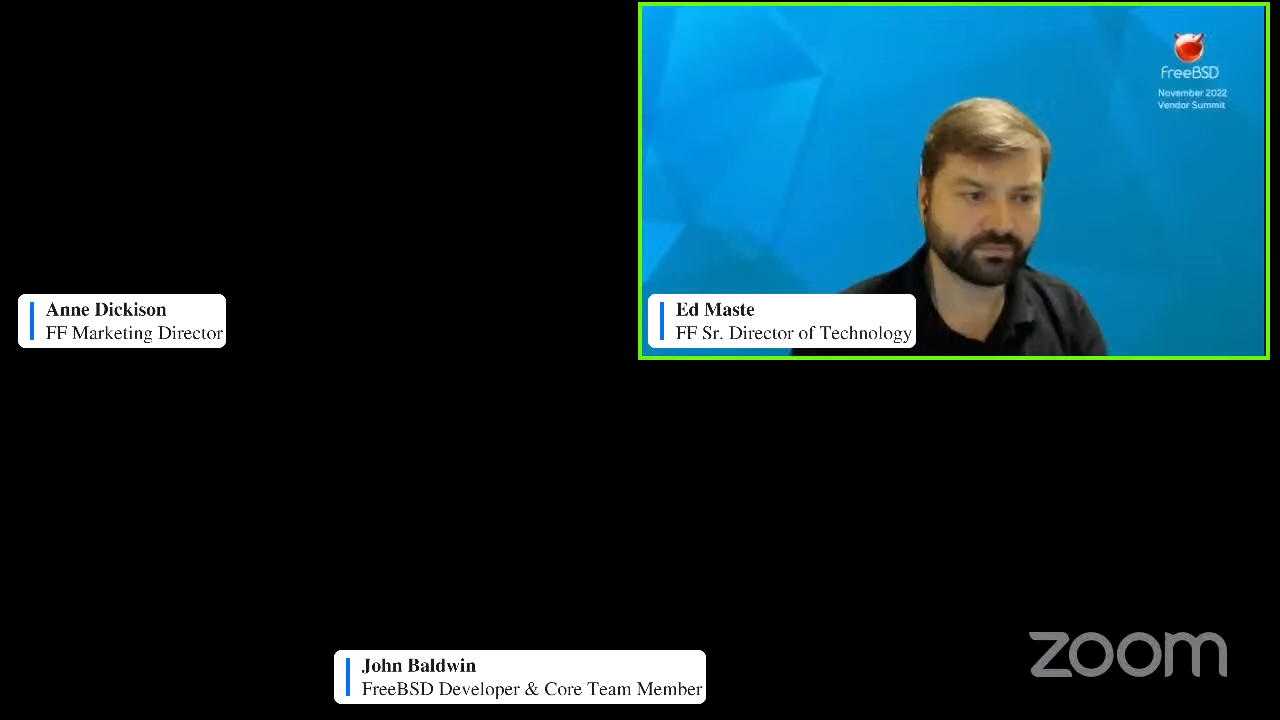 FreeBSD
November 2022
Vendor Summit
Anne Dickison
FF Marketing Director
Ed Maste
FF Sr. Director of Technology
John Baldwin
FreeBSD Developer & Core Team Member
zoom